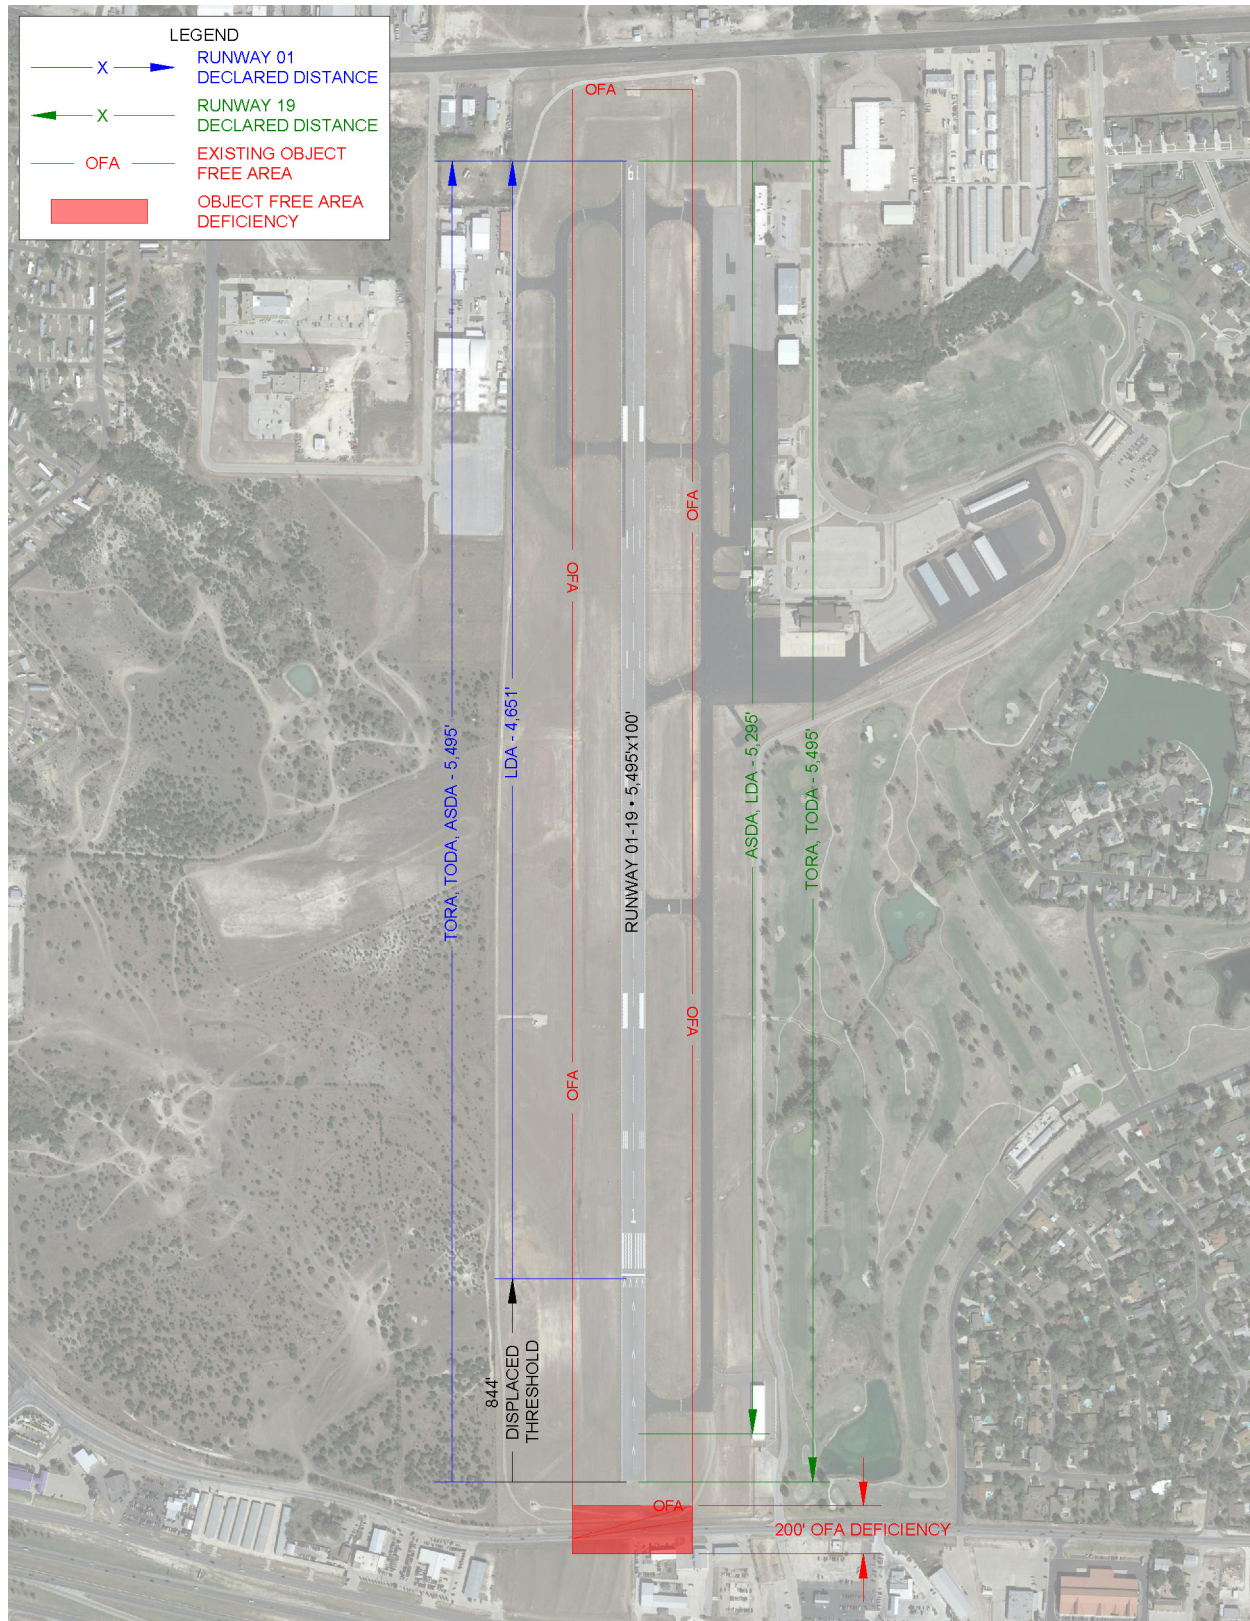 LEGEND
X
RUNWAY 01
DECLARED DISTANCE
X
RUNWAY 19
DECLARED DISTANCE
OFA
EXISTING OBJECT
FREE AREA
OBJECT FREE AREA
DEFICIENCY
OFA
19
OFA
OFA
TORA, TODA, ASDA - 5,495'
LDA - 4,651'
RUNWAY 01-19 • 5,495'x100'
ASDA, LDA - 5,295'
TORA, TODA - 5,495'
OFA
OFA
1
844'
DISPLACED
THRESHOLD
OFA
200' OFA DEFICIENCY